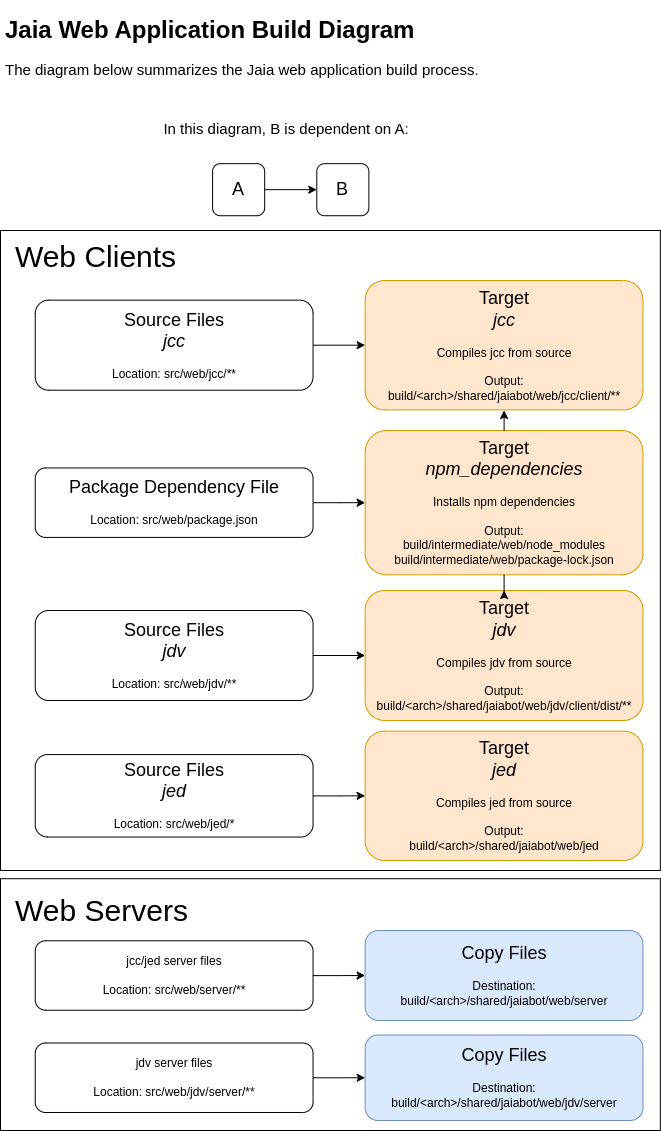 Jaia Web Application Build Diagram
The diagram below summarizes the Jaia web application build process.
In this diagram, B is dependent on A:
A
B
Web Clients
Source Files
jcc
Location: src/web/jcc/**
Target
jcc
Compiles jcc from source
Output:
build/<arch>/shared/jaiabot/web/jcc/client/**
Package Dependency File
Location: src/web/package.json
Target
npm_dependencies
Installs npm dependencies
Output:
build/intermediate/web/node_modules
build/intermediate/web/package-lock.json
Source Files
jdv
Location: src/web/jdv/**
Target
jdv
Compiles jdv from source
Output:
build/<arch>/shared/jaiabot/web/jdv/client/dist/**
Source Files
jed
Location: src/web/jed/*
Target
jed
Compiles jed from source
Output:
build/<arch>/shared/jaiabot/web/jed
Web Servers
jcc/jed server files
Location: src/web/server/**
Copy Files
Destination:
build/<arch>/shared/jaiabot/web/server
jdv server files
Location: src/web/jdv/server/**
Copy Files
Destination:
build/<arch>/shared/jaiabot/web/jdv/server